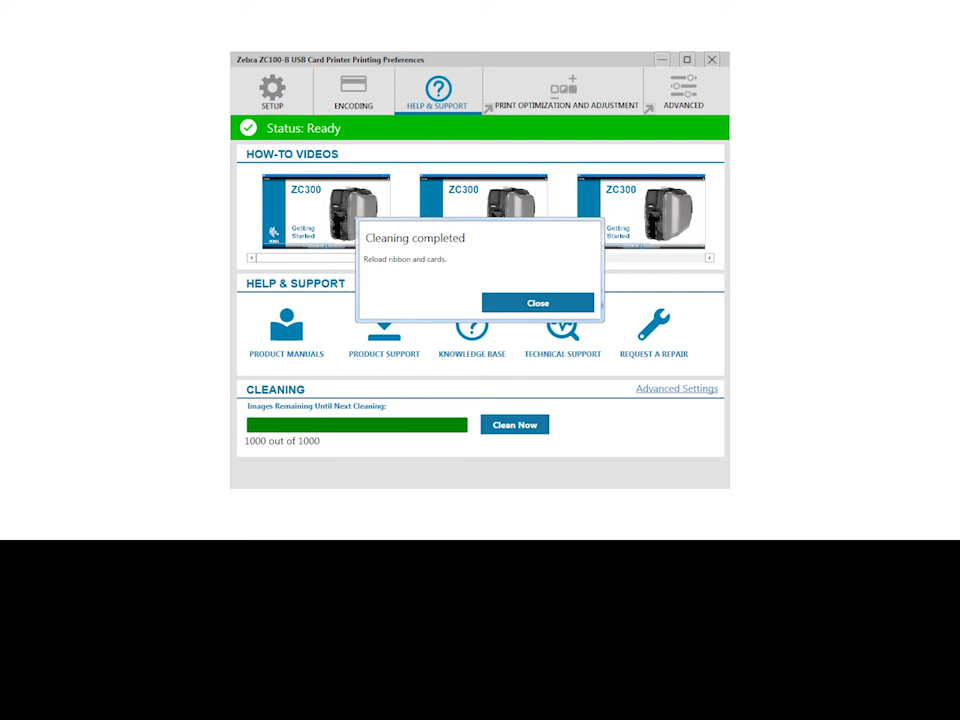 Zebra ZC100-B USB Card Printer Printing Preferences
SETUP
ENCODING
HELP & SUPPORT
PRINT OPTIMIZATION AND ADJUSTMENT
ADVANCED
Status: Ready
HOW-TO VIDEOS
ZC300
Getting
Started
ZC300
ZC300
Getting
Started
Cleaning completed
Reload ribbon and cards.
Close
HELP & SUPPORT
PRODUCT MANUALS
PRODUCT SUPPORT
KNOWLEDGE BASE
TECHNICAL SUPPORT
REQUEST A REPAIR
CLEANING
Advanced Settings
Images Remaining Until Next Cleaning:
Clean Now
1000 out of 1000